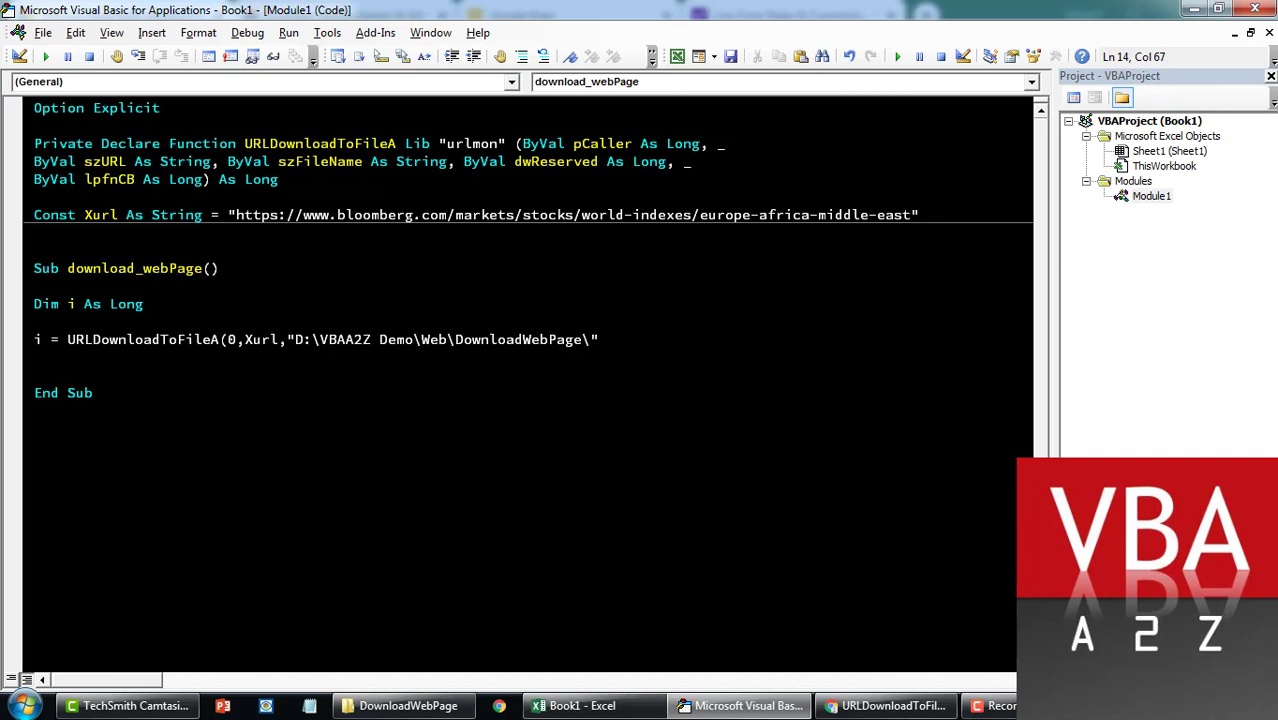 Microsoft Visual Basic for Applications - Book1 - [Module1 (Code)]
File Edit View Insert Format Debug Run Tools Add-Ins Window Help
Ln 14, Col 67
(General) download_webPage
Project - VBAProject
Option Explicit
VBAProject (Book1)
Microsoft Excel Objects
Private Declare Function URLDownloadToFileA Lib "urlmon" (ByVal pCaller As Long, _
Sheet1 (Sheet1)
ByVal szURL As String, ByVal szFileName As String, ByVal dwReserved As Long, _
ThisWorkbook
ByVal lpfnCB As Long) As Long
Modules
Module1
Const Xurl As String = "https://www.bloomberg.com/markets/stocks/world-indexes/europe-africa-middle-east"
Sub download_webPage()
Dim i As Long
i = URLDownloadToFileA(0,Xurl,"D:\VBAA2Z Demo\Web\DownloadWebPage\"
End Sub
VBA
A 2 Z
TechSmith Camtasi... DownloadWebPage Book1 - Excel Microsoft Visual Bas... URLDownloadToFil... Recor